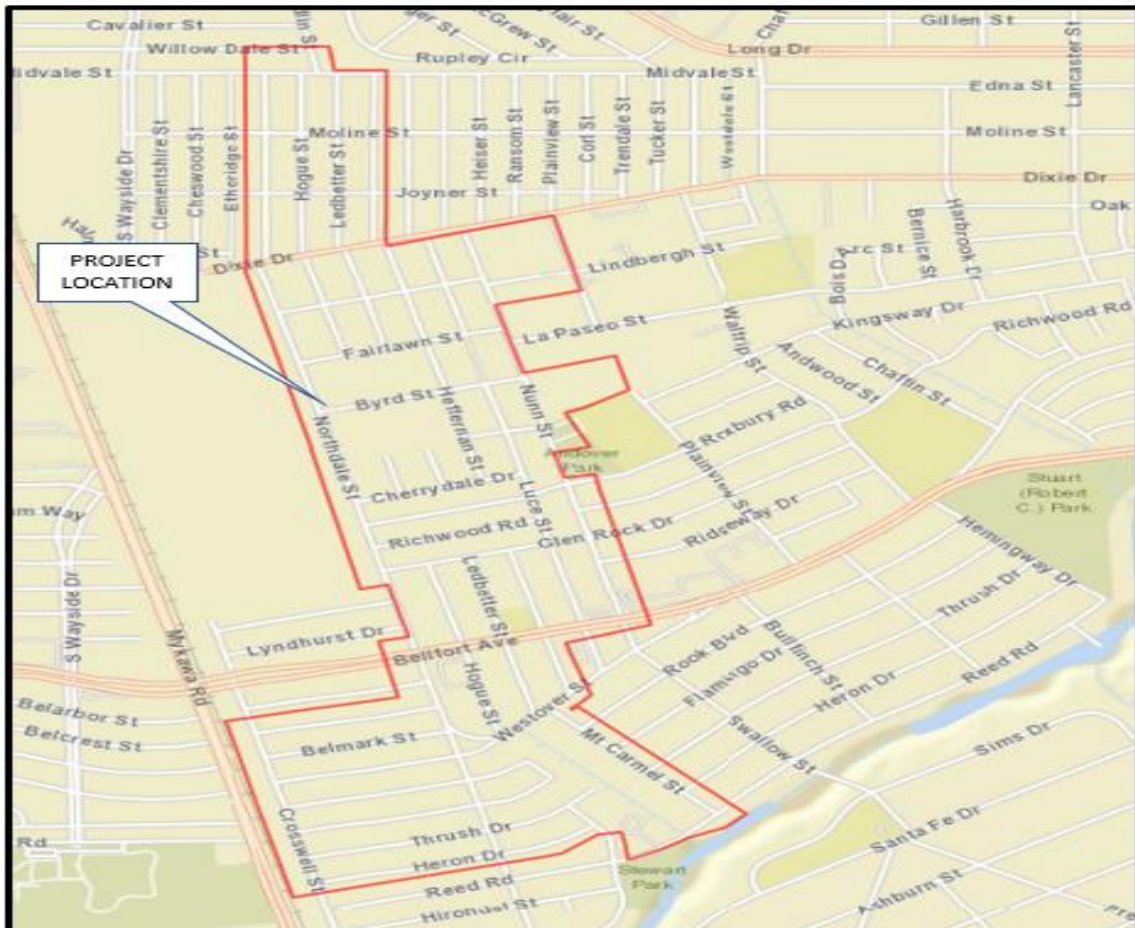 Cavalier St
Gillen St
Willow Dale St
Rupley Cir
Long Dr
Midvale St
Edna St
Lancaster St
Moline St
Moline St
S Wayside Dr
Clementshire St
Cheswood St
Etheridge St
Hogue St
Ledbetter St
Heiser St
Ransom St
Plainview St
Corl St
Trendale St
Tucker St
Joyner St
Dixie Dr
Oak
Dixie Dr
PROJECT
LOCATION
Lindbergh St
Bernice St
Harbrook Dr
La Paseo St
Kingsway Dr
Richwood Rd
Fairlawn St
Waltrip St
Andwood St
Chaffin St
Byrd St
Heffernan St
Nunn St
Northdale St
Roxbury Rd
Andover
Park
Plainview St
Cherrydale Dr
Luce St
Richwood Rd
Glen Rock Dr
Ridgeway Dr
Stuart
(Robert
C.) Park
Hemingway Dr
S Wayside Dr
Mykawa Rd
Ledbetter St
Thrush Dr
Lyndhurst Dr
Bellfort Ave
Rook Blvd
Bullfinch St
Flamingo Dr
Heron Dr
Reed Rd
Hogue St
Westover St
Belarbor St
Belcrest St
Belmark St
Mt Carmel St
Swallow St
Sims Dr
Crosswell St
Thrush Dr
Heron Dr
Santa Fe Dr
Rd
Reed Rd
Stewart
Park
Ashburn St